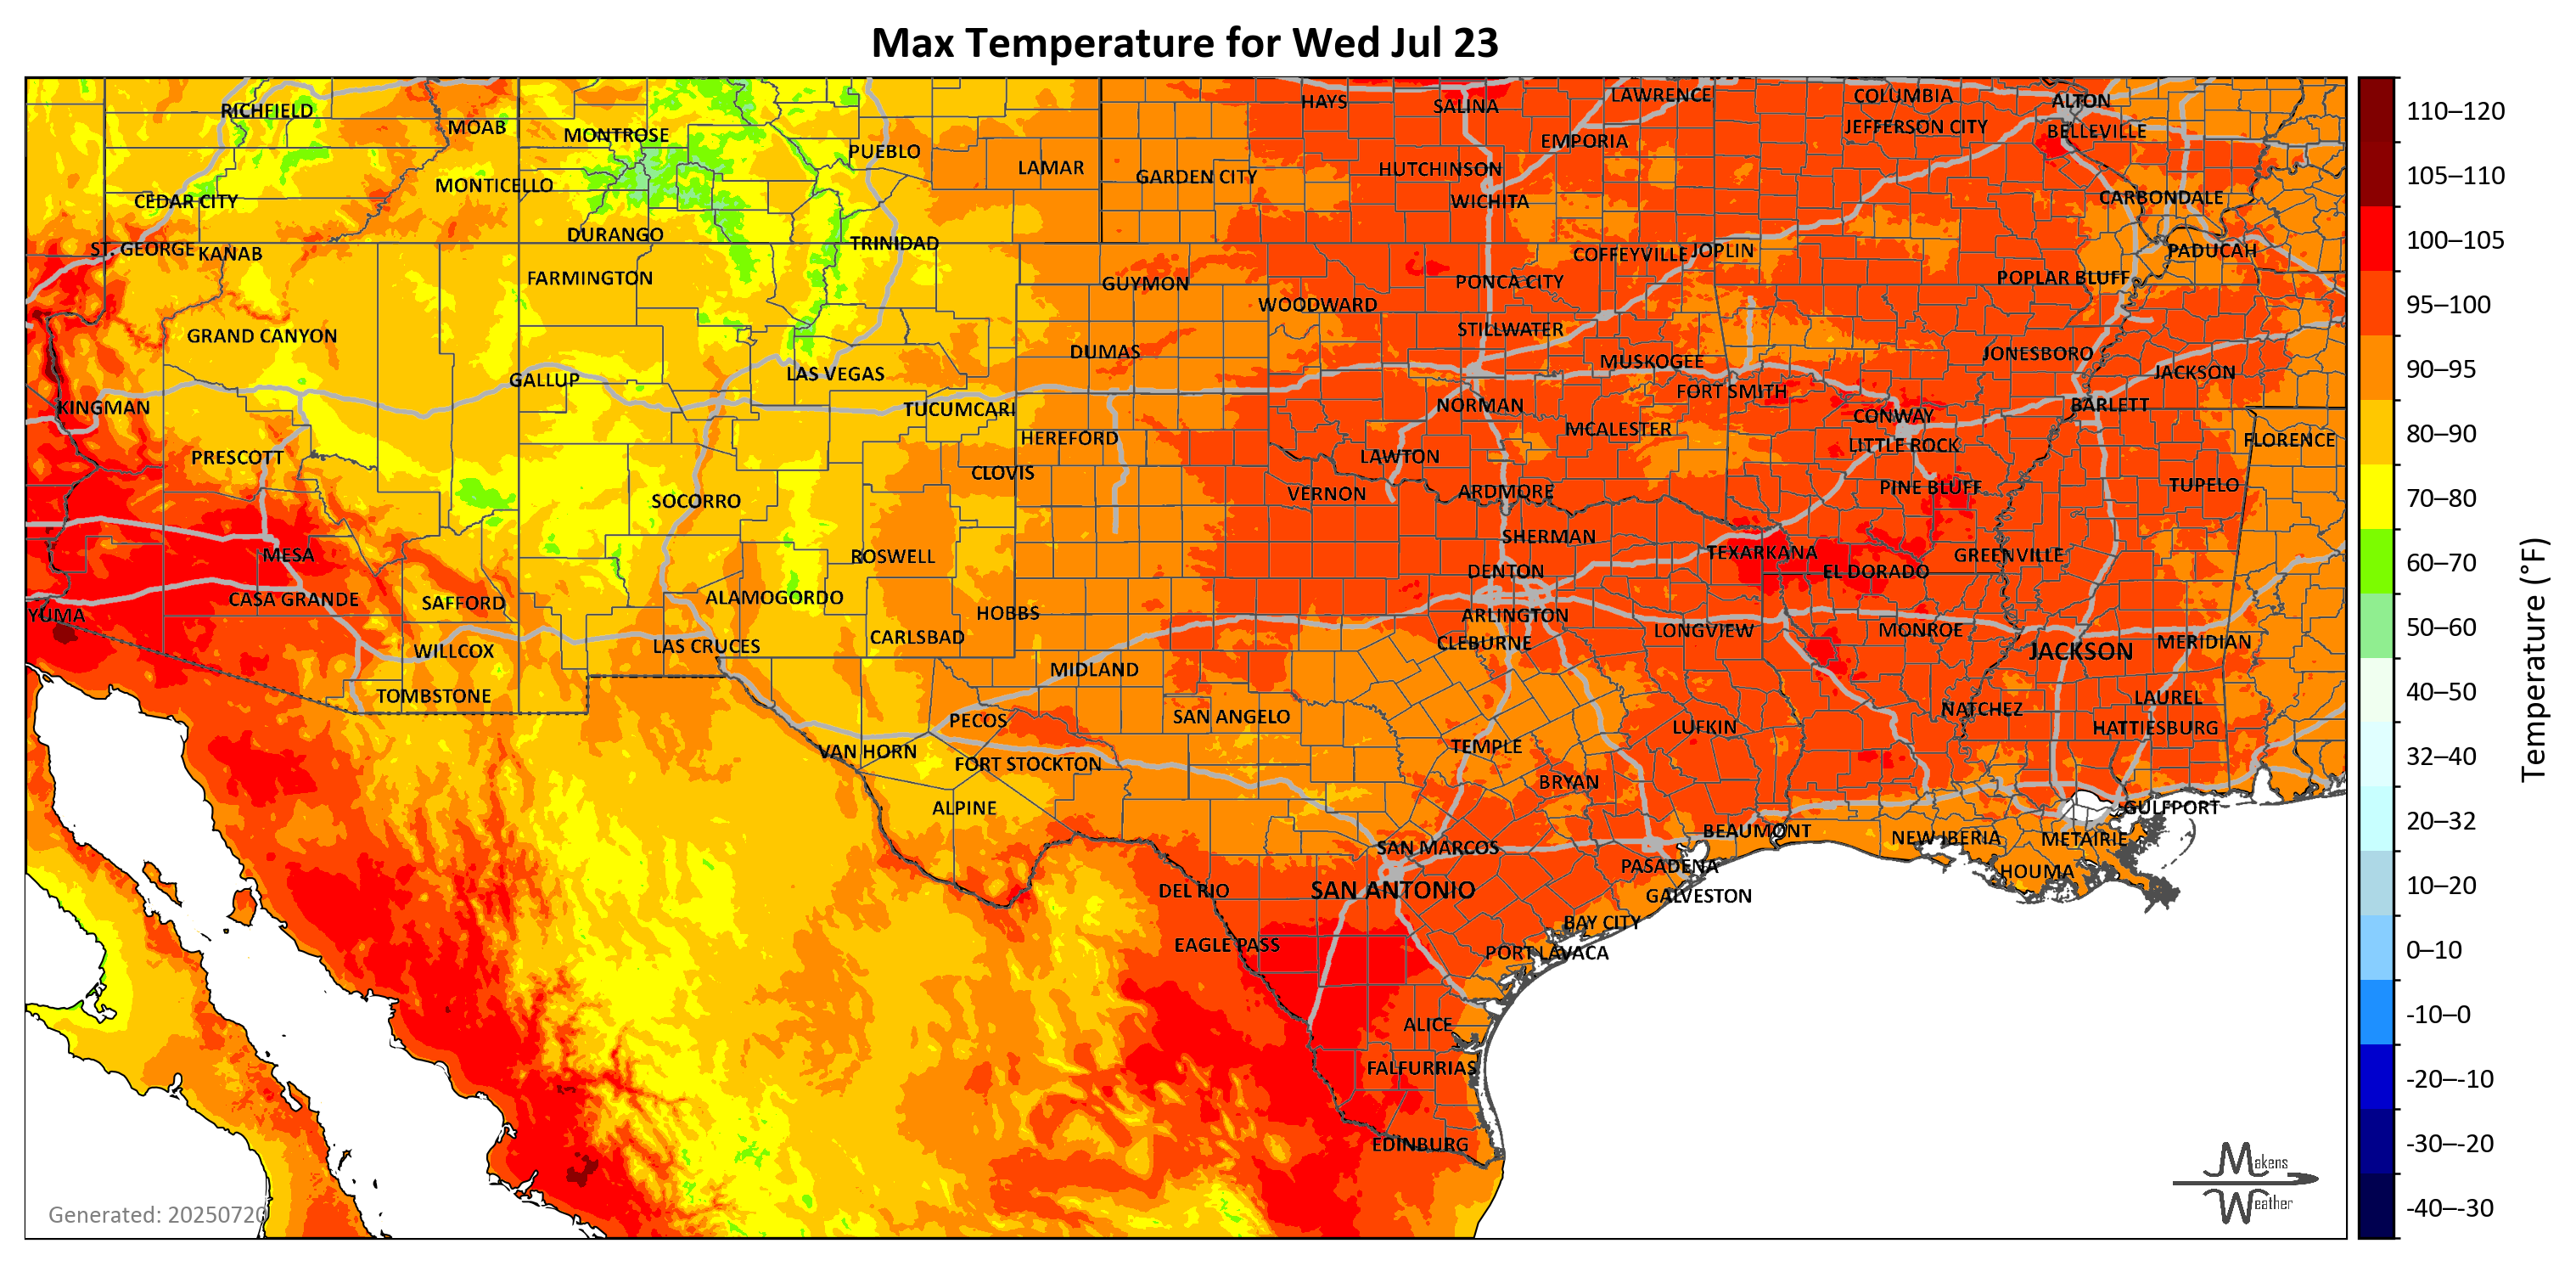 Max Temperature for Wed Jul 23
RICHFIELD
MOAB
MONTROSE
PUEBLO
LAMAR
GARDEN CITY
HAYS
SALINA
LAWRENCE
EMPORIA
HUTCHINSON
WICHITA
COLUMBIA
JEFFERSON CITY
ALTON
BELLEVILLE
CARBONDALE
CEDAR CITY
MONTICELLO
DURANGO
TRINIDAD
ST. GEORGE
KANAB
FARMINGTON
GUYMON
WOODWARD
PONCA CITY
COFFEYVILLE
JOPLIN
POPLAR BLUFF
PADUCAH
GRAND CANYON
DUMAS
STILLWATER
MUSKOGEE
JONESBORO
JACKSON
GALLUP
LAS VEGAS
FORT SMITH
KINGMAN
TUCUMCARI
NORMAN
CONWAY
BARLETT
PRESCOTT
HEREFORD
MCALESTER
LITTLE ROCK
FLORENCE
CLOVIS
LAWTON
SOCORRO
VERNON
ARDMORE
PINE BLUFF
TUPELO
MESA
ROSWELL
SHERMAN
TEXARKANA
GREENVILLE
DENTON
EL DORADO
CASA GRANDE
SAFFORD
ALAMOGORDO
HOBBS
ARLINGTON
YUMA
WILLCOX
LAS CRUCES
CARLSBAD
CLEBURNE
LONGVIEW
MONROE
JACKSON
MERIDIAN
TOMBSTONE
MIDLAND
PECOS
SAN ANGELO
NATCHEZ
LAUREL
HATTIESBURG
VAN HORN
FORT STOCKTON
TEMPLE
LUFKIN
BRYAN
ALPINE
GULFPORT
SAN MARCOS
BEAUMONT
NEW IBERIA
METAIRIE
PASADENA
HOUMA
DEL RIO
SAN ANTONIO
GALVESTON
BAY CITY
EAGLE PASS
PORT LAVACA
ALICE
FALFURRIAS
EDINBURG
Generated: 20250720
Makens
Weather
110–120
105–110
100–105
95–100
90–95
80–90
70–80
60–70
50–60
40–50
32–40
20–32
10–20
0–10
-10–0
-20–-10
-30–-20
-40–-30
Temperature (°F)